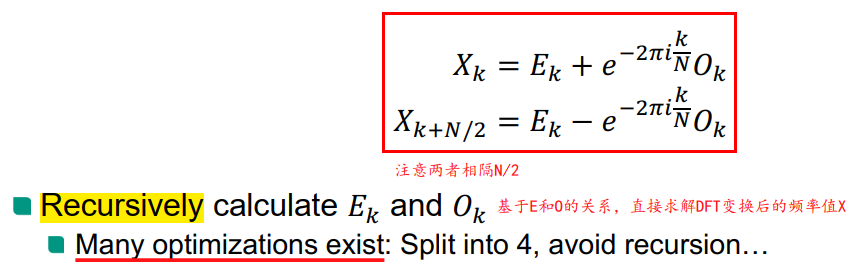 $X_k = E_k + e^{-2\pi i \frac{k}{N}} O_k$
$X_{k+N/2} = E_k - e^{-2\pi i \frac{k}{N}} O_k$
注意两者相隔N/2
Recursively calculate $E_k$ and $O_k$ 基于E和O的关系，直接求解DFT变换后的频率值X
Many optimizations exist: Split into 4, avoid recursion…